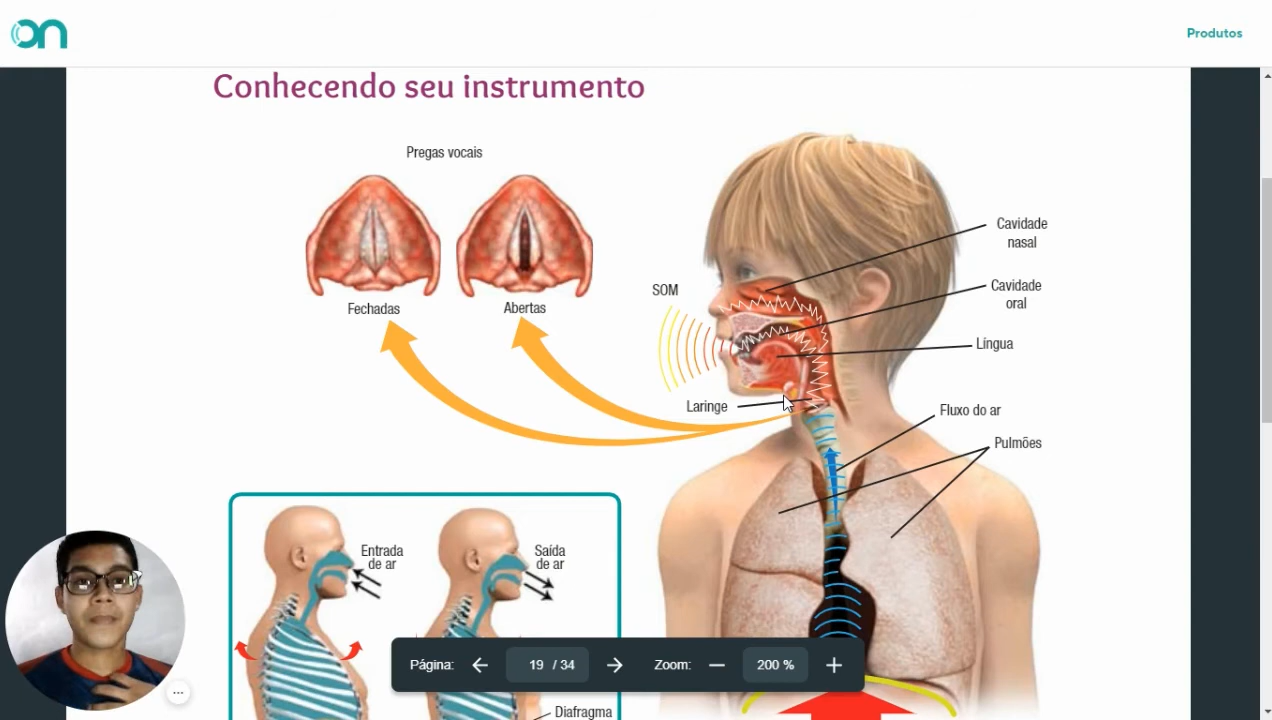 on
Produtos
Conhecendo seu instrumento
Pregas vocais
Fechadas
Abertas
SOM
Cavidade
nasal
Cavidade
oral
Língua
Laringe
Fluxo do ar
Pulmões
Entrada
de ar
Saída
de ar
Diafragma
Página:
19 / 34
Zoom:
200 %